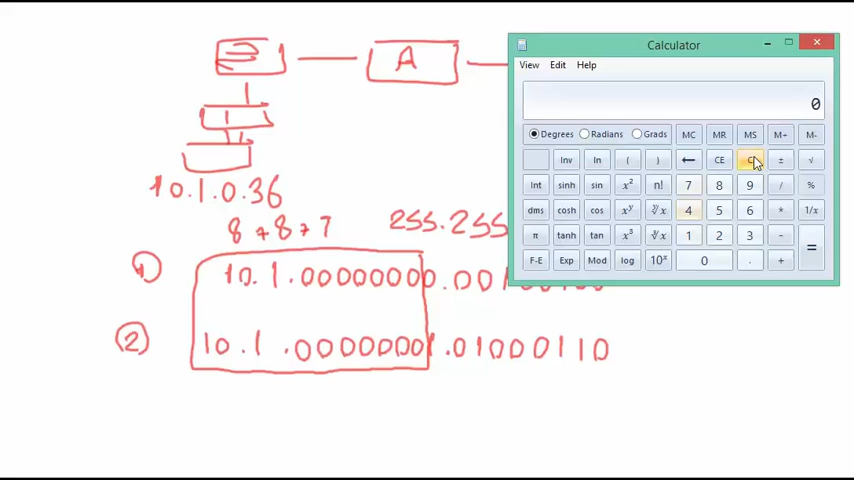 Calculator
View Edit Help
0
Degrees Radians Grads MC MR MS M+ M-
Inv ln ( ) ← CE C ± √
Int sinh sin x² n! 7 8 9 / %
dms cosh cos xʸ ʸ√x 4 5 6 * 1/x
π tanh tan x³ ³√x 1 2 3 - =
F-E Exp Mod log 10ˣ 0 . +
A
10.1.0.36
8+8+7 255.255
① 10.1.00000000.00100100
② 10.1.00000001.01000110